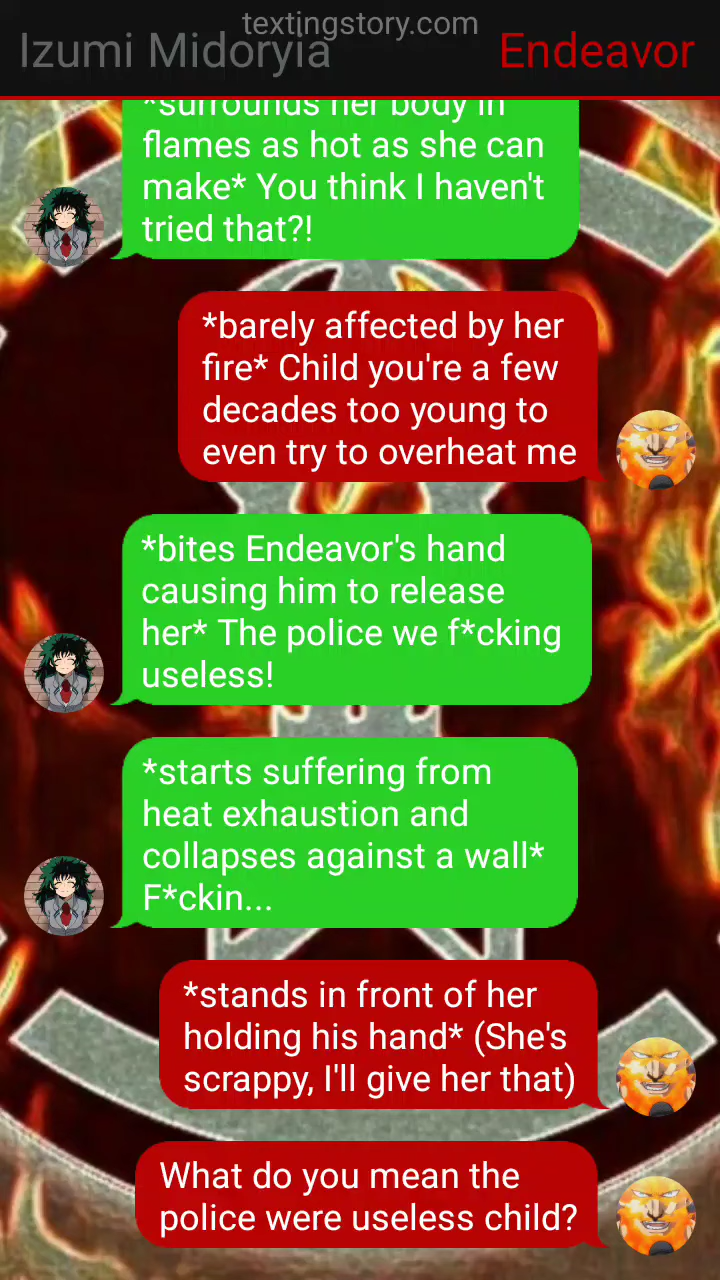 textingstory.com
Izumi Midoryia
Endeavor
*surrounds her body in
flames as hot as she can
make* You think I haven't
tried that?!
*barely affected by her
fire* Child you're a few
decades too young to
even try to overheat me
*bites Endeavor's hand
causing him to release
her* The police we f*cking
useless!
*starts suffering from
heat exhaustion and
collapses against a wall*
F*ckin...
*stands in front of her
holding his hand* (She's
scrappy, I'll give her that)
What do you mean the
police were useless child?